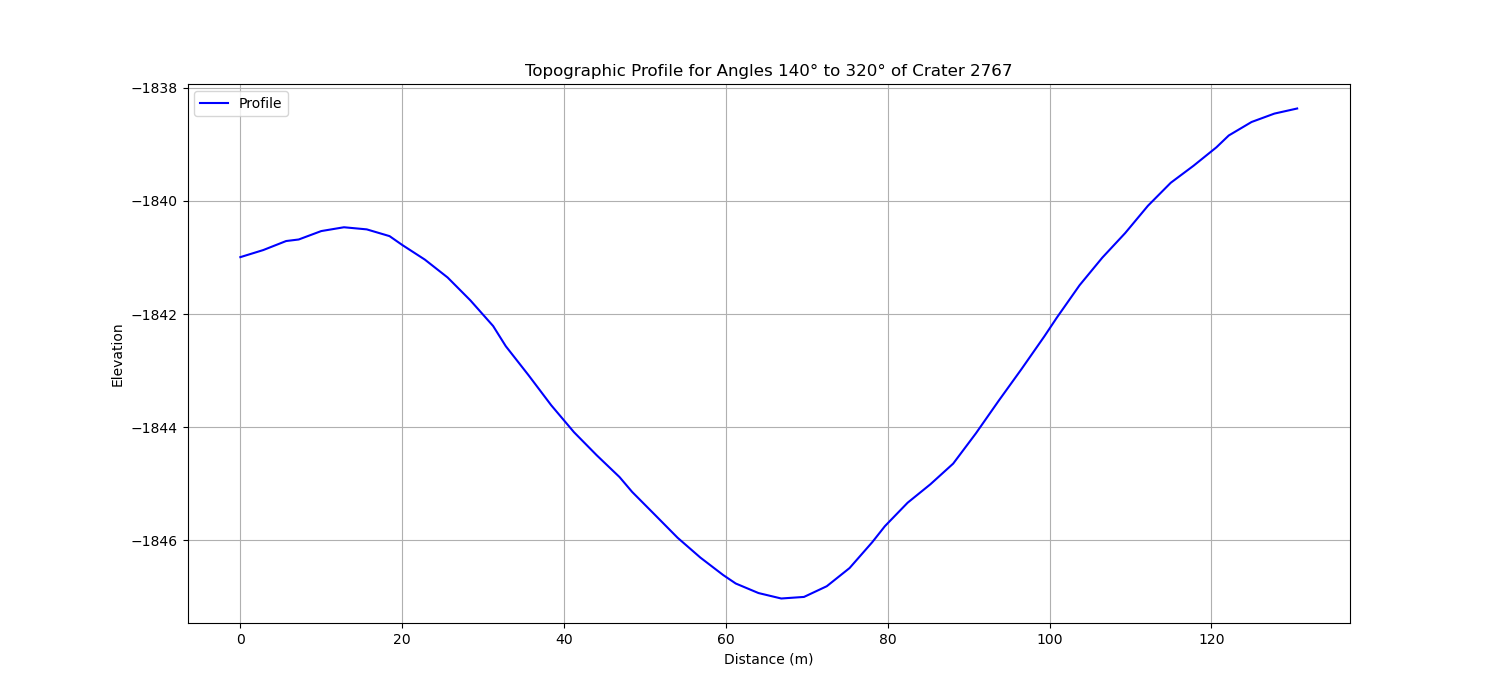 Topographic Profile for Angles 140° to 320° of Crater 2767
Profile
−1838
−1840
−1842
−1844
−1846
Elevation
0 20 40 60 80 100 120
Distance (m)